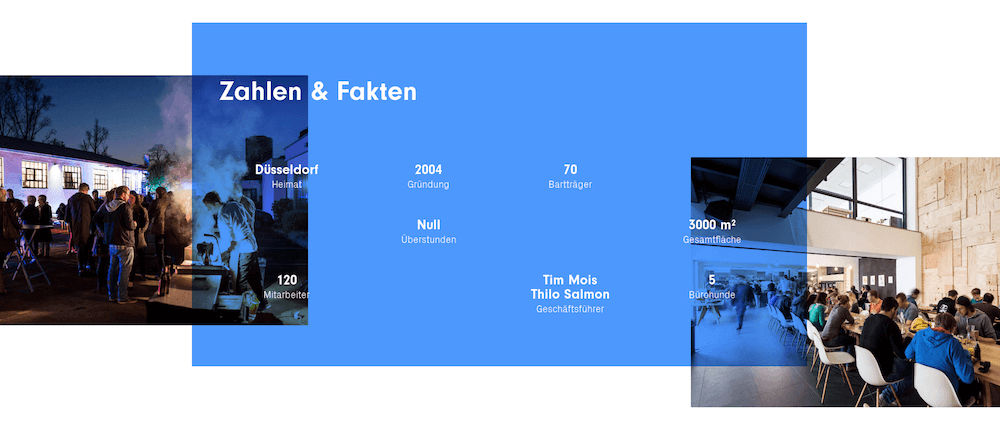 Zahlen & Fakten
Düsseldorf
Heimat
2004
Gründung
70
Bartträger
Null
Überstunden
3000 m²
Gesamtfläche
120
Mitarbeiter
Tim Mois
Thilo Salmon
Geschäftsführer
5
Bürohunde